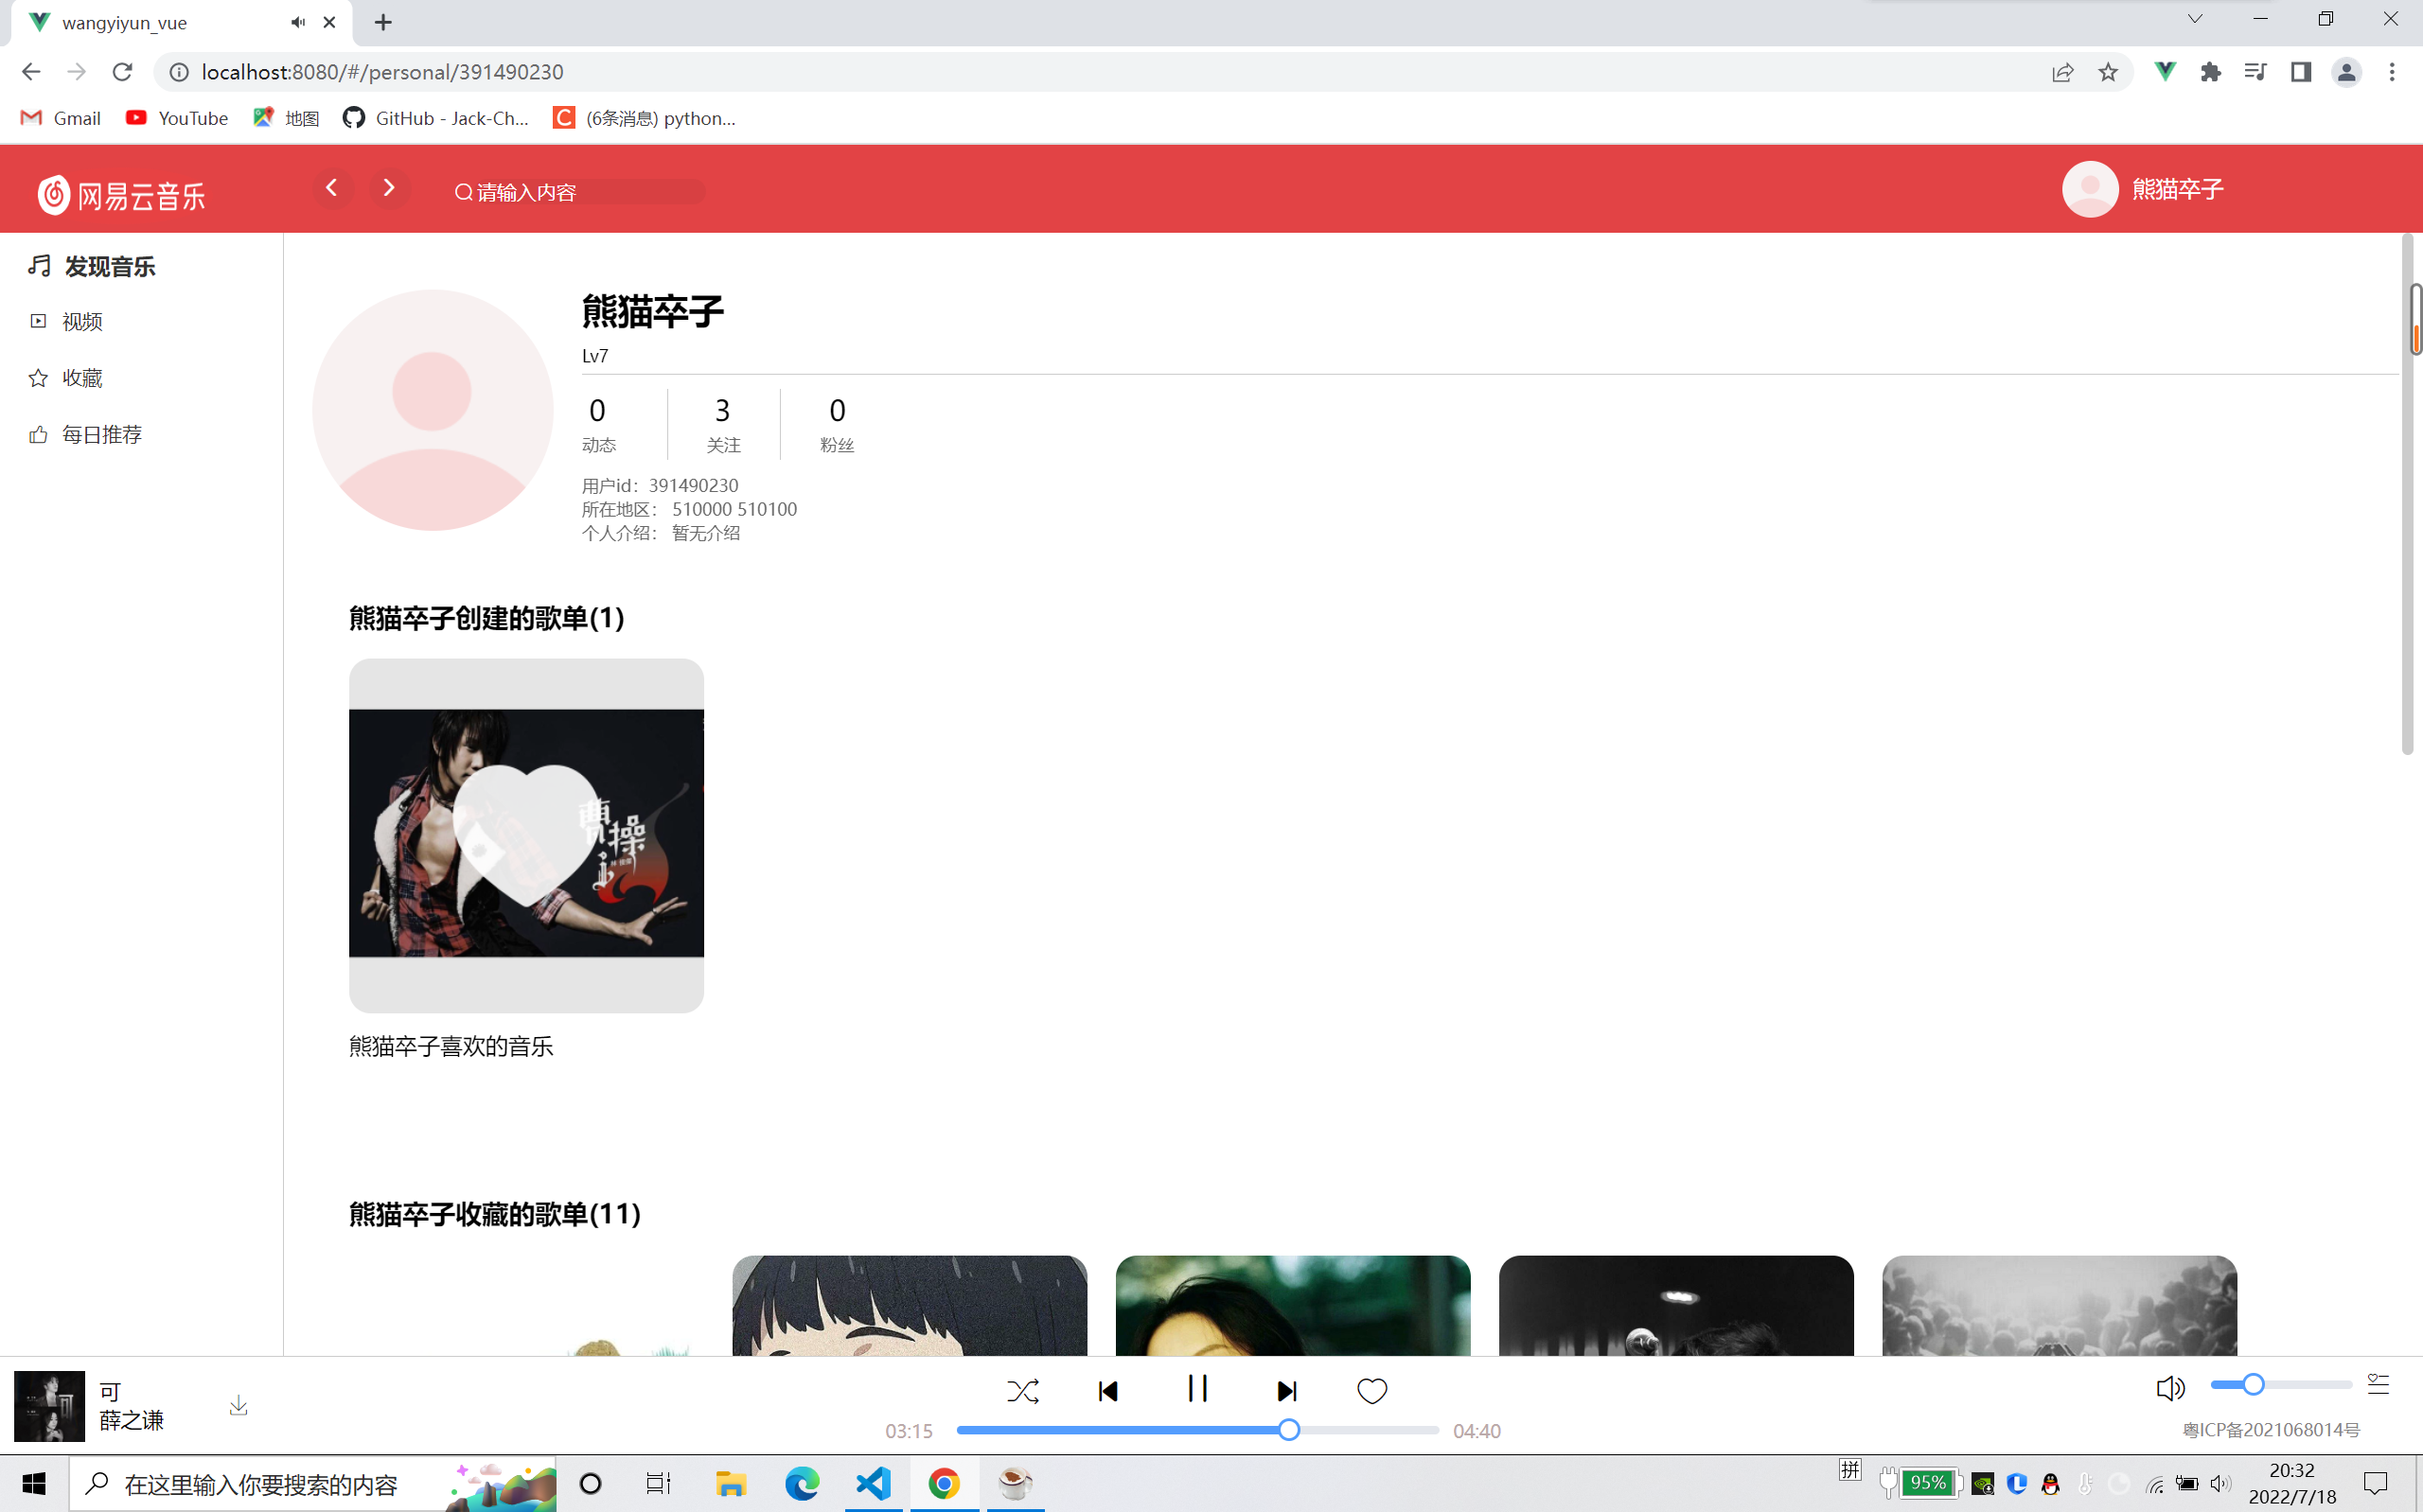 wangyiyun_vue
localhost:8080/#/personal/391490230
Gmail
YouTube
地图
GitHub - Jack-Ch...
(6条消息) python...
网易云音乐
请输入内容
熊猫卒子
发现音乐
视频
收藏
每日推荐
熊猫卒子
Lv7
0 3 0
动态 关注 粉丝
用户id：391490230
所在地区： 510000 510100
个人介绍： 暂无介绍
熊猫卒子创建的歌单(1)
曹操
熊猫卒子喜欢的音乐
熊猫卒子收藏的歌单(11)
可
薛之谦
03:15
04:40
粤ICP备2021068014号
在这里输入你要搜索的内容
拼
95%
20:32
2022/7/18